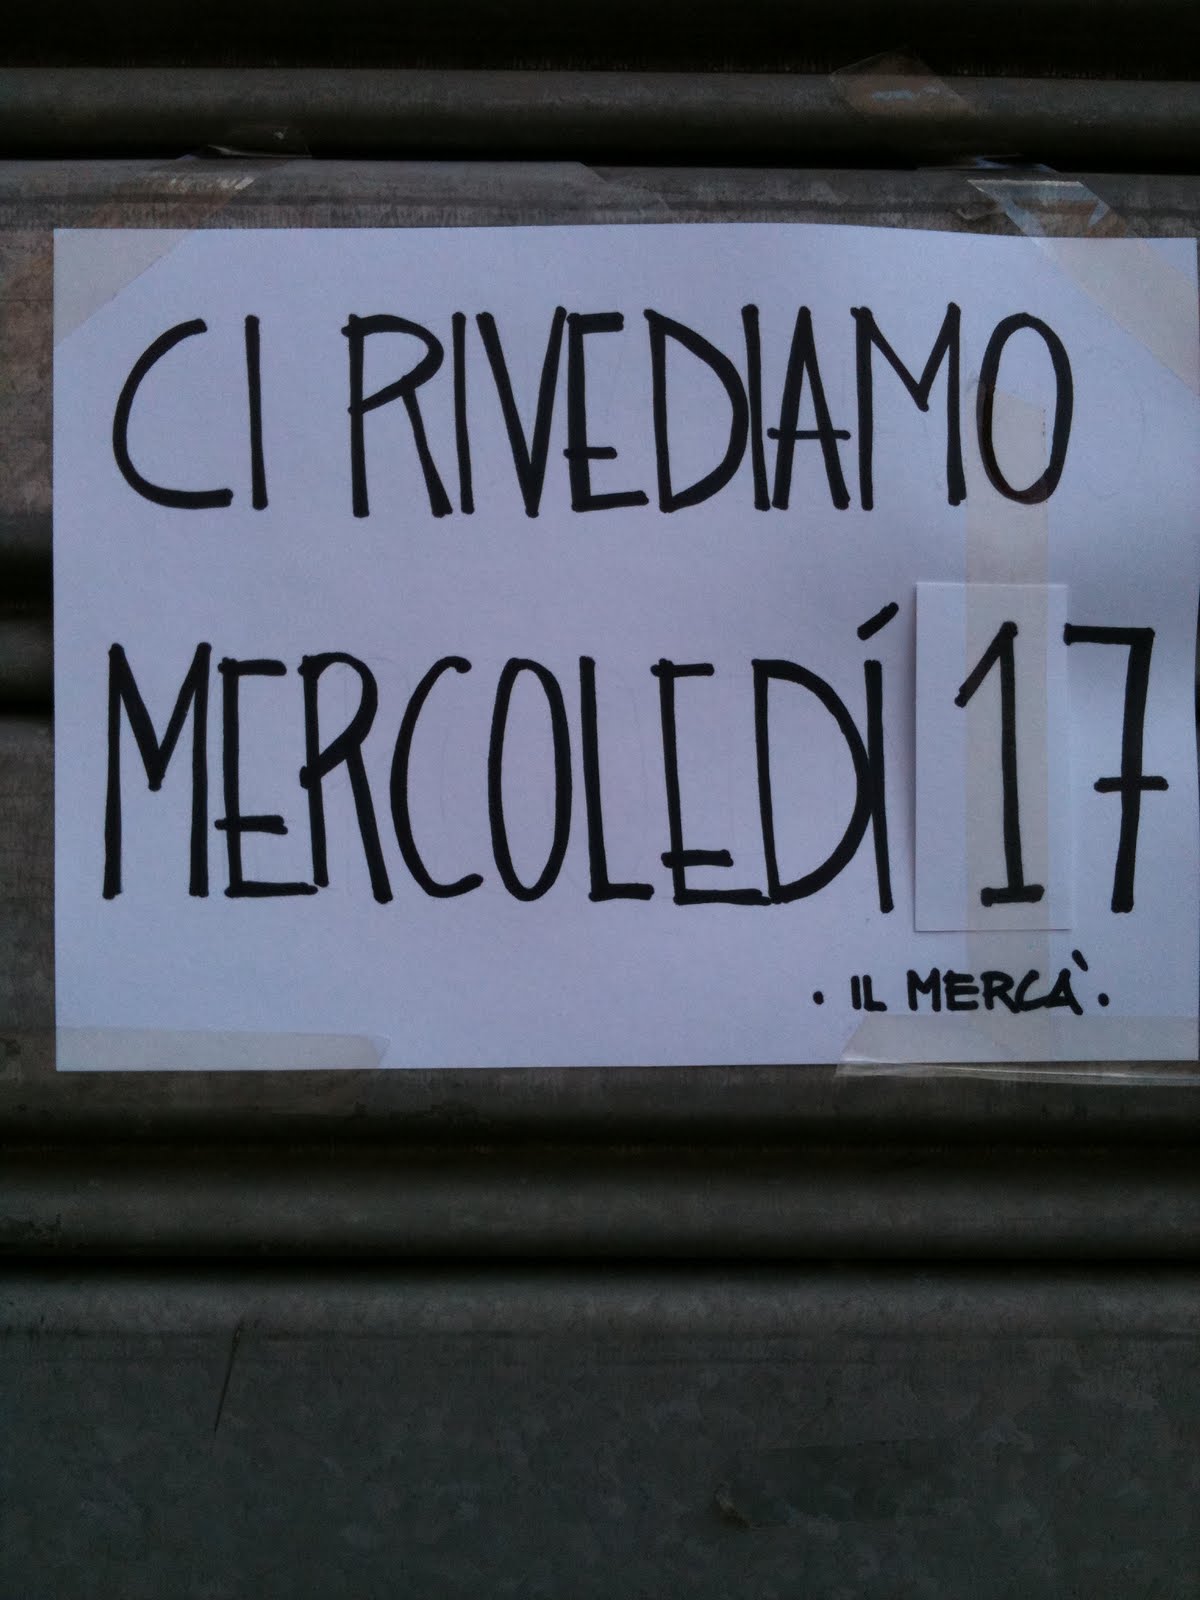 CI RIVEDIAMO
MERCOLEDÍ 17
· IL MERCÀ ·